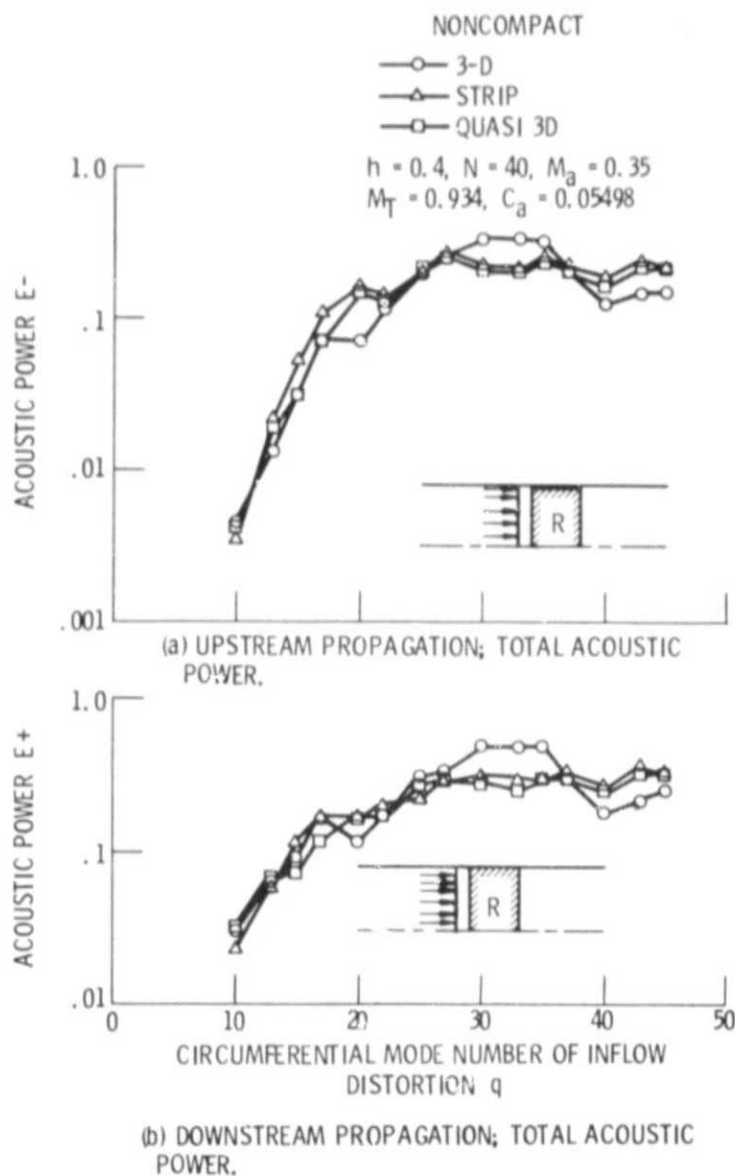 NONCOMPACT
3-D
STRIP
QUASI 3D
h = 0.4, N = 40, Ma = 0.35
MT = 0.934, Ca = 0.05498
1.0
.1
.01
.001
ACOUSTIC POWER E-
R
(a) UPSTREAM PROPAGATION; TOTAL ACOUSTIC
POWER.
1.0
.1
.01
ACOUSTIC POWER E+
R
0 10 20 30 40 50
CIRCUMFERENTIAL MODE NUMBER OF INFLOW
DISTORTION q
(b) DOWNSTREAM PROPAGATION; TOTAL ACOUSTIC
POWER.